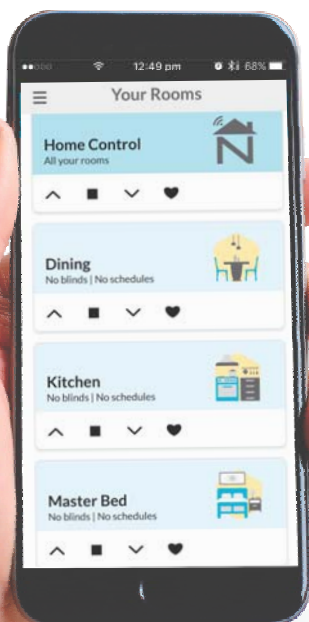 12:49 pm 68%
Your Rooms
Home Control
All your rooms
N
Dining
No blinds | No schedules
Kitchen
No blinds | No schedules
Master Bed
No blinds | No schedules